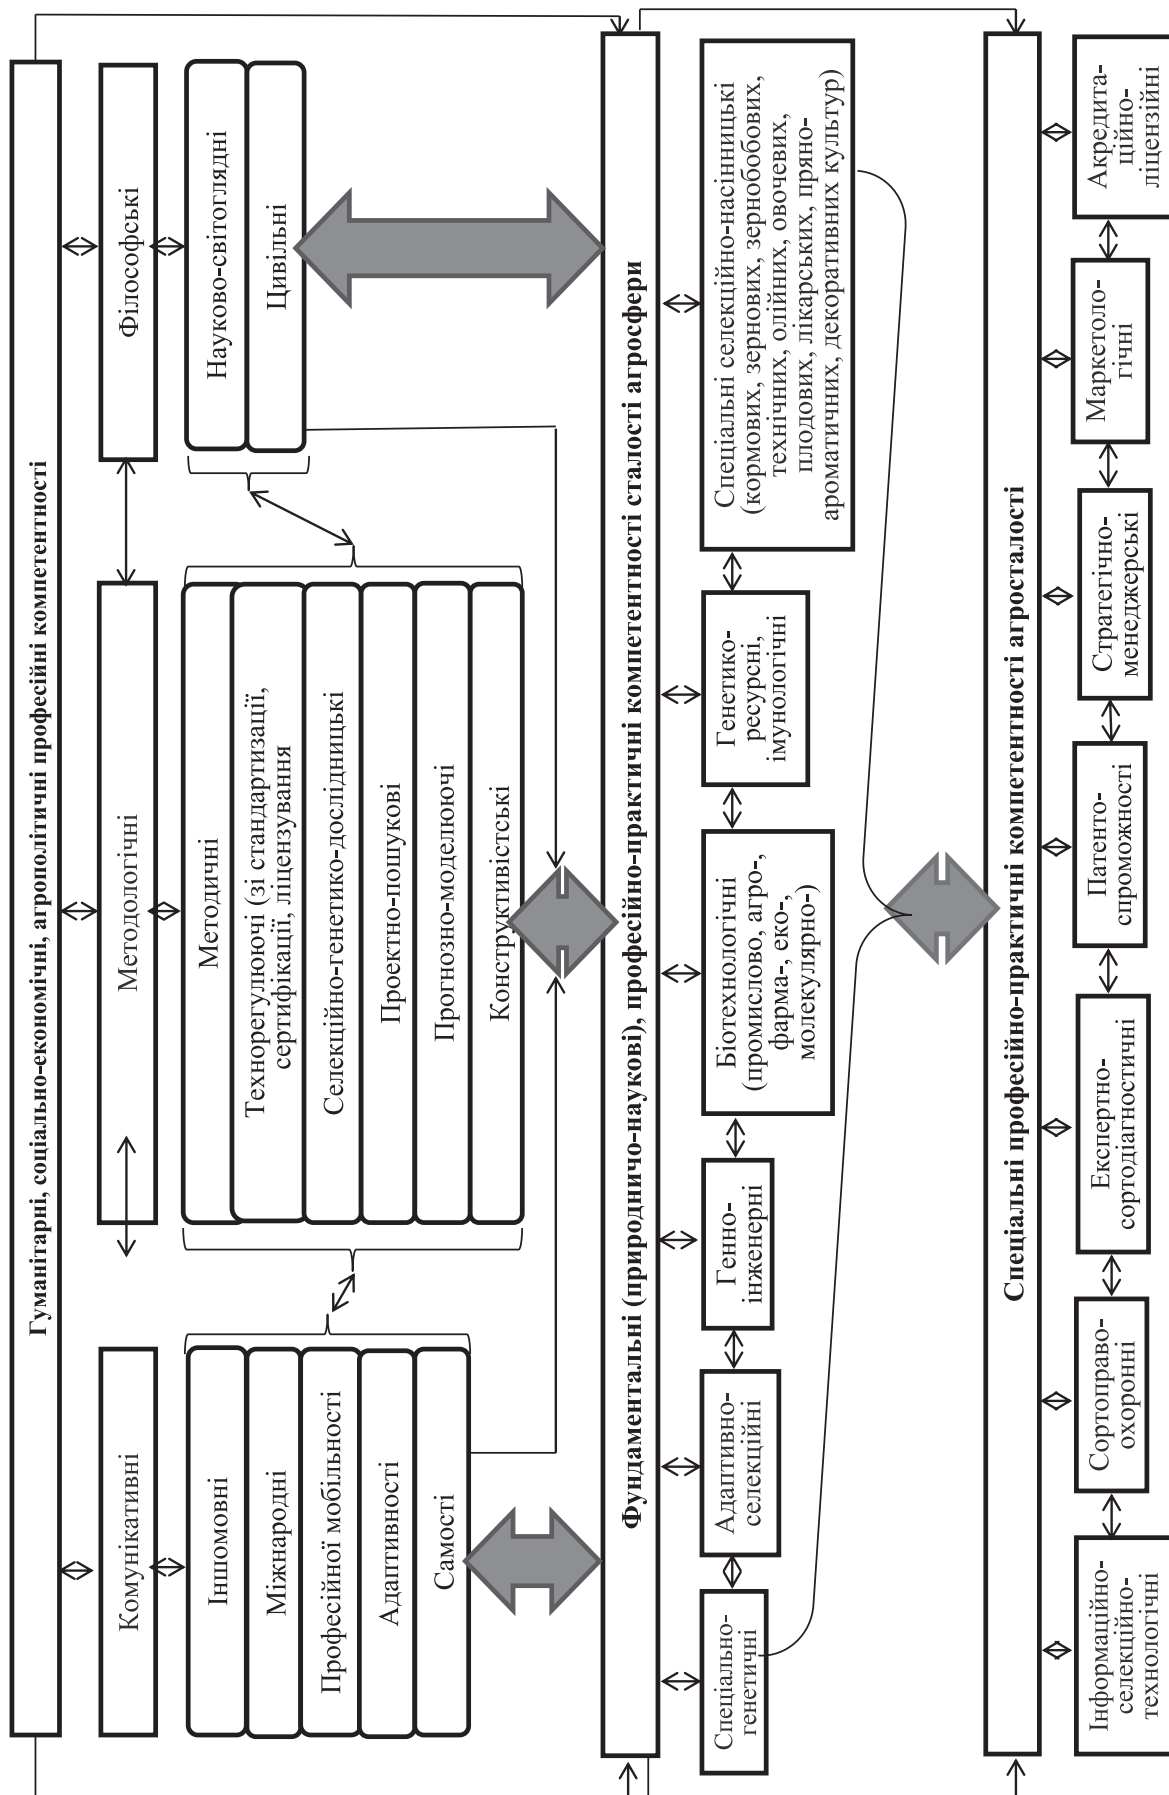 Гуманітарні, соціально-економічні, агрополітичні професійні компетентності
Комунікативні
Методологічні
Філософські
Іншомовні
Міжнародні
Професійної мобільності
Адаптивності
Самості
Методичні
Технорегулюючі (зі стандартизації,
сертифікації, ліцензування
Селекційно-генетико-дослідницькі
Проектно-пошукові
Прогнозно-моделюючі
Конструктивістські
Науково-світоглядні
Цивільні
Фундаментальні (природничо-наукові), професійно-практичні компетентності сталості агросфери
Спеціально-
генетичні
Адаптивно-
селекційні
Генно-
інженерні
Біотехнологічні
(промислово, агро-,
фарма-, еко-,
молекулярно-)
Генетико-
ресурсні,
імунологічні
Спеціальні селекційно-насінницькі
(кормових, зернових, зернобобових,
технічних, олійних, овочевих,
плодових, лікарських, пряно-
ароматичних, декоративних культур)
Спеціальні професійно-практичні компетентності агросталості
Інформаційно-
селекційно-
технологічні
Сортоправо-
охоронні
Експертно-
сортодіагностичні
Патенто-
спроможності
Стратегічно-
менеджерські
Маркетоло-
гічні
Акредита-
ційно-
ліцензійні